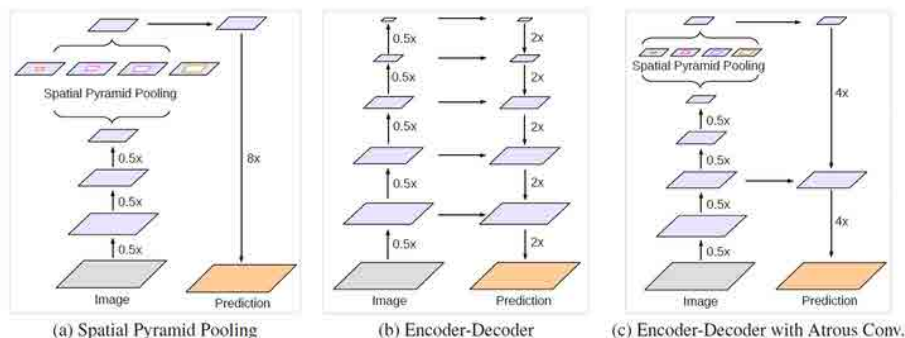 Spatial Pyramid Pooling
0.5x
0.5x
0.5x
8x
Image
Prediction
(a) Spatial Pyramid Pooling
0.5x
0.5x
0.5x
0.5x
0.5x
2x
2x
2x
2x
2x
Image
Prediction
(b) Encoder-Decoder
Spatial Pyramid Pooling
0.5x
0.5x
0.5x
0.5x
4x
4x
Image
Prediction
(c) Encoder-Decoder with Atrous Conv.